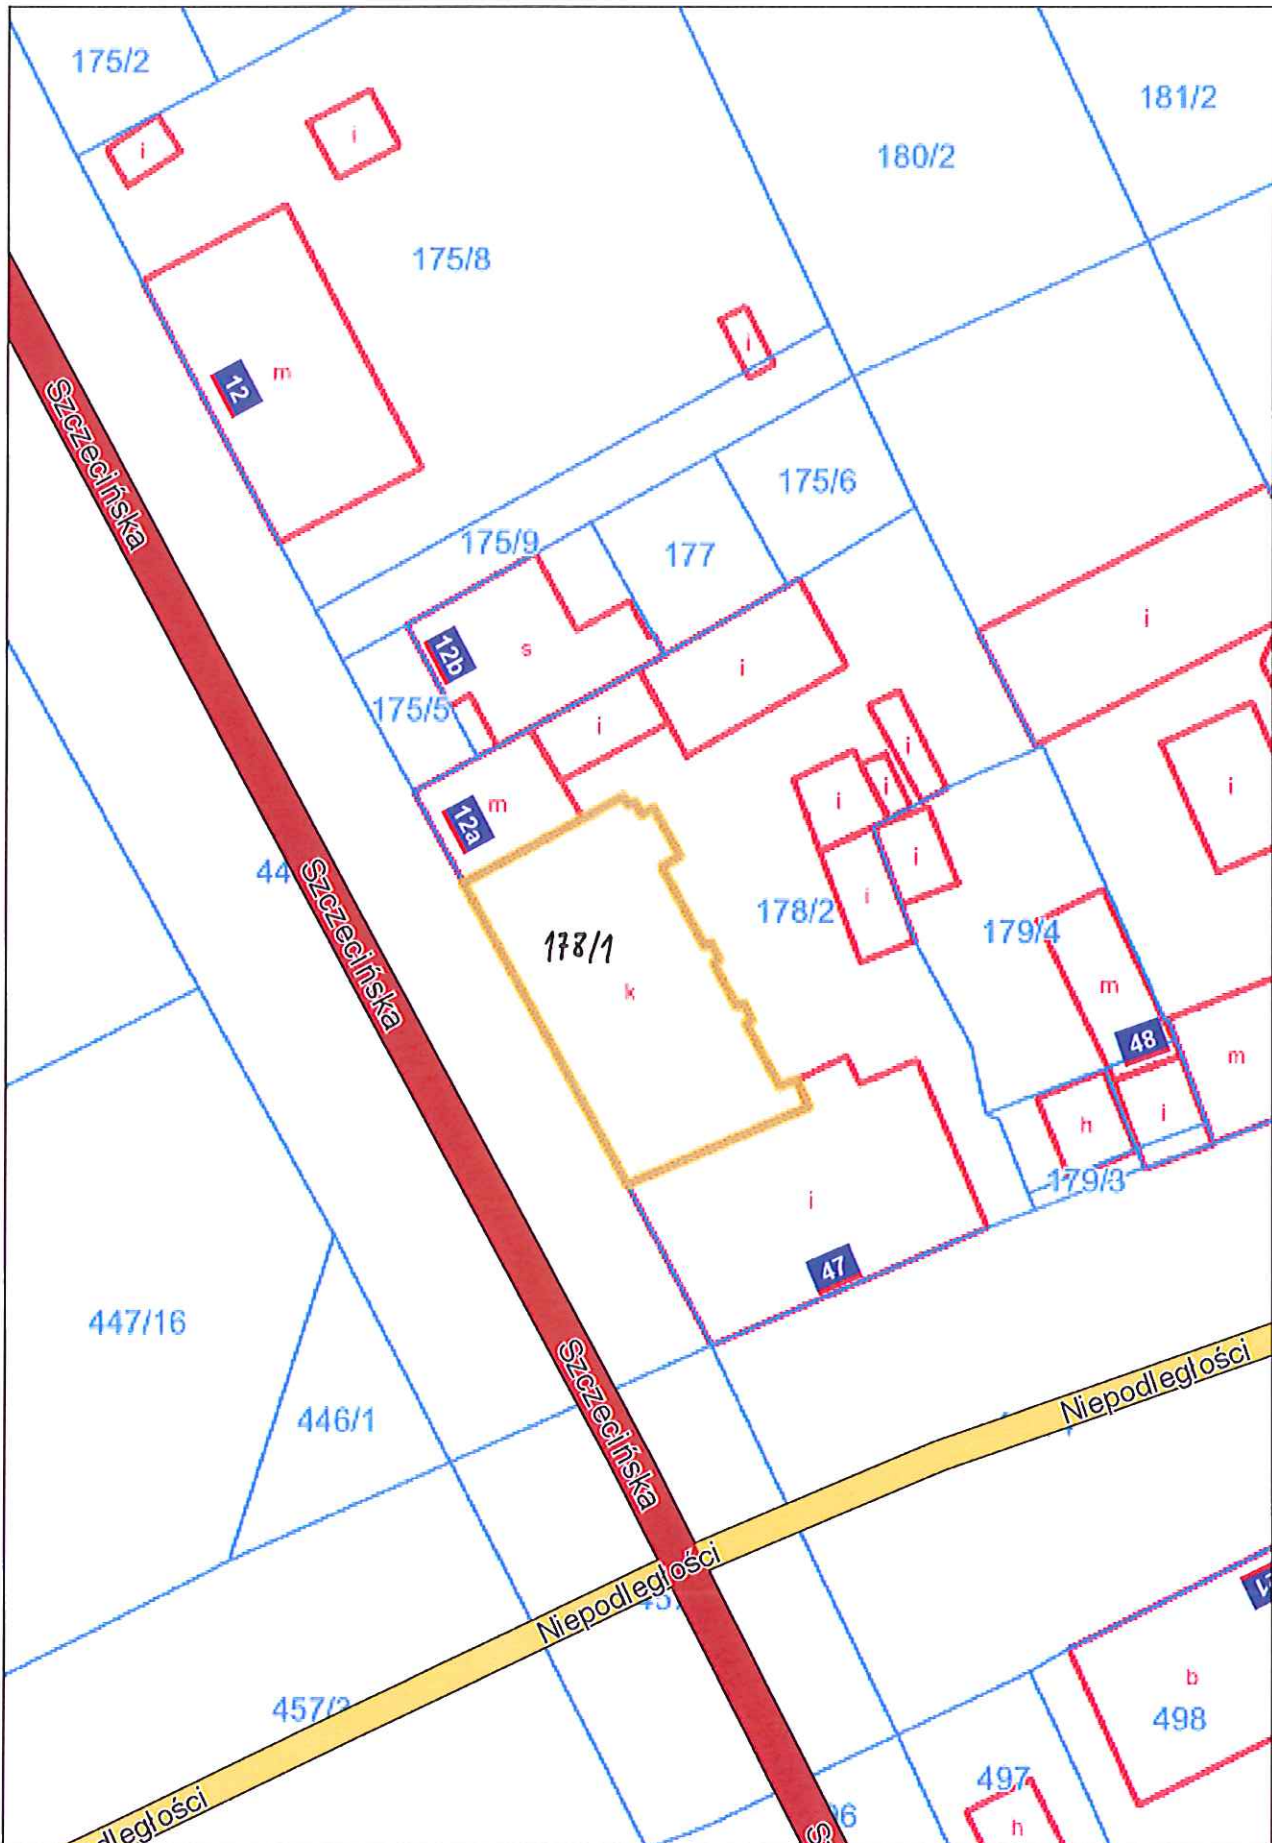 175/2
181/2
i
i
180/2
175/8
i
12
m
Szczecińska
175/6
175/9
177
i
12b
s
i
175/5
i
i
i
m
i
i
12a
i
44
Szczecińska
i
178/2
179/4
178/1
k
m
48
m
i
h
179/3
i
47
447/16
Niepodległości
446/1
Szczecińska
Niepodległości
b
457/2
498
497
h